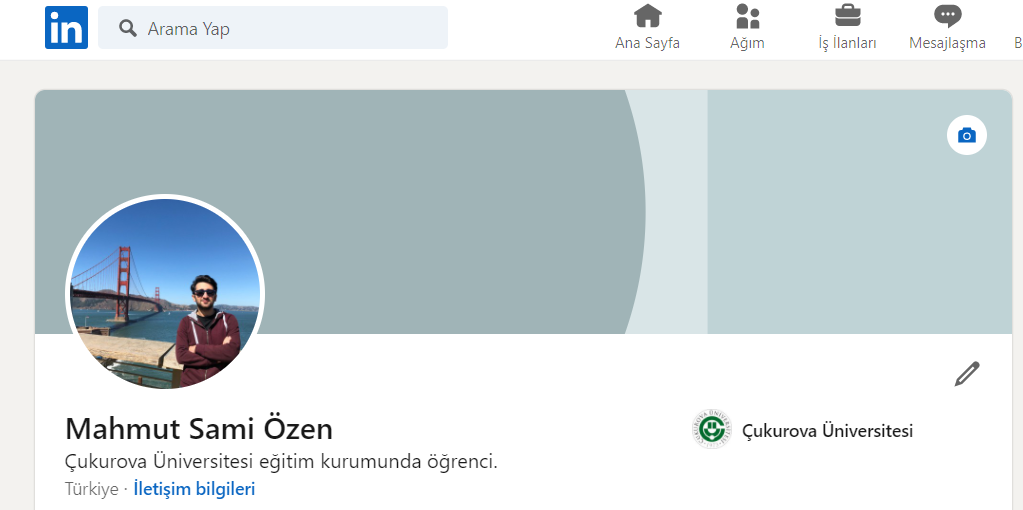 in
Arama Yap
Ana Sayfa
Ağım
İş İlanları
Mesajlaşma
B
Mahmut Sami Özen
Çukurova Üniversitesi
Çukurova Üniversitesi eğitim kurumunda öğrenci.
Türkiye · İletişim bilgileri